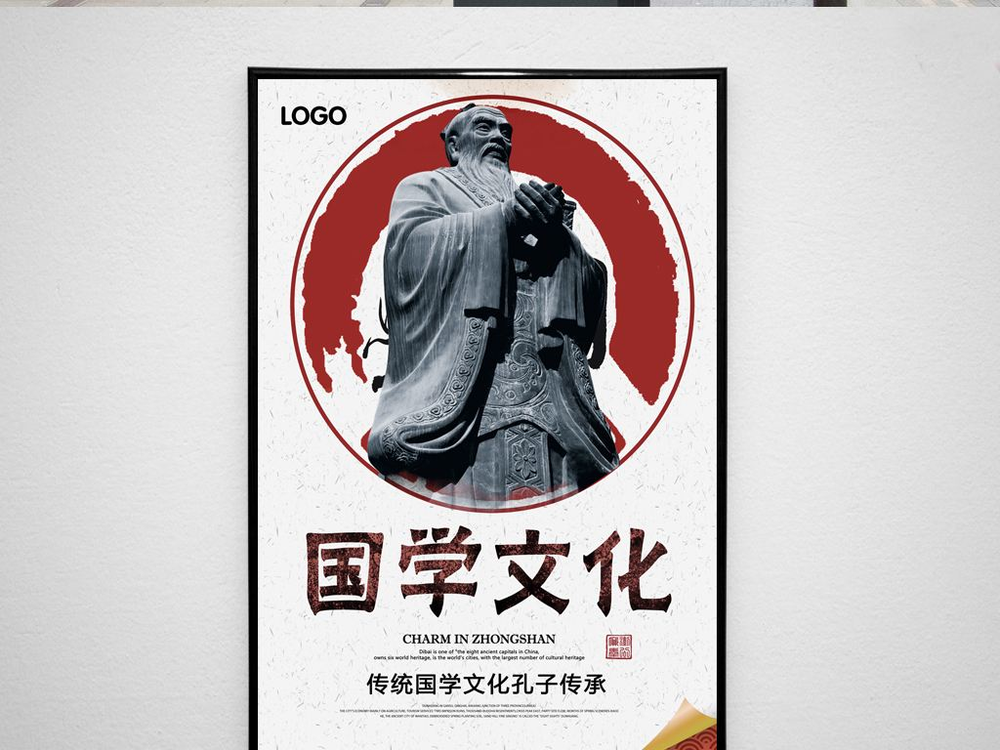 LOGO
国学文化
CHARM IN ZHONGSHAN
Dibai is one of "the eight ancient capitals in China,
owns six world heritage, is the world's cities, with the largest number of cultural heritage
传统国学文化孔子传承